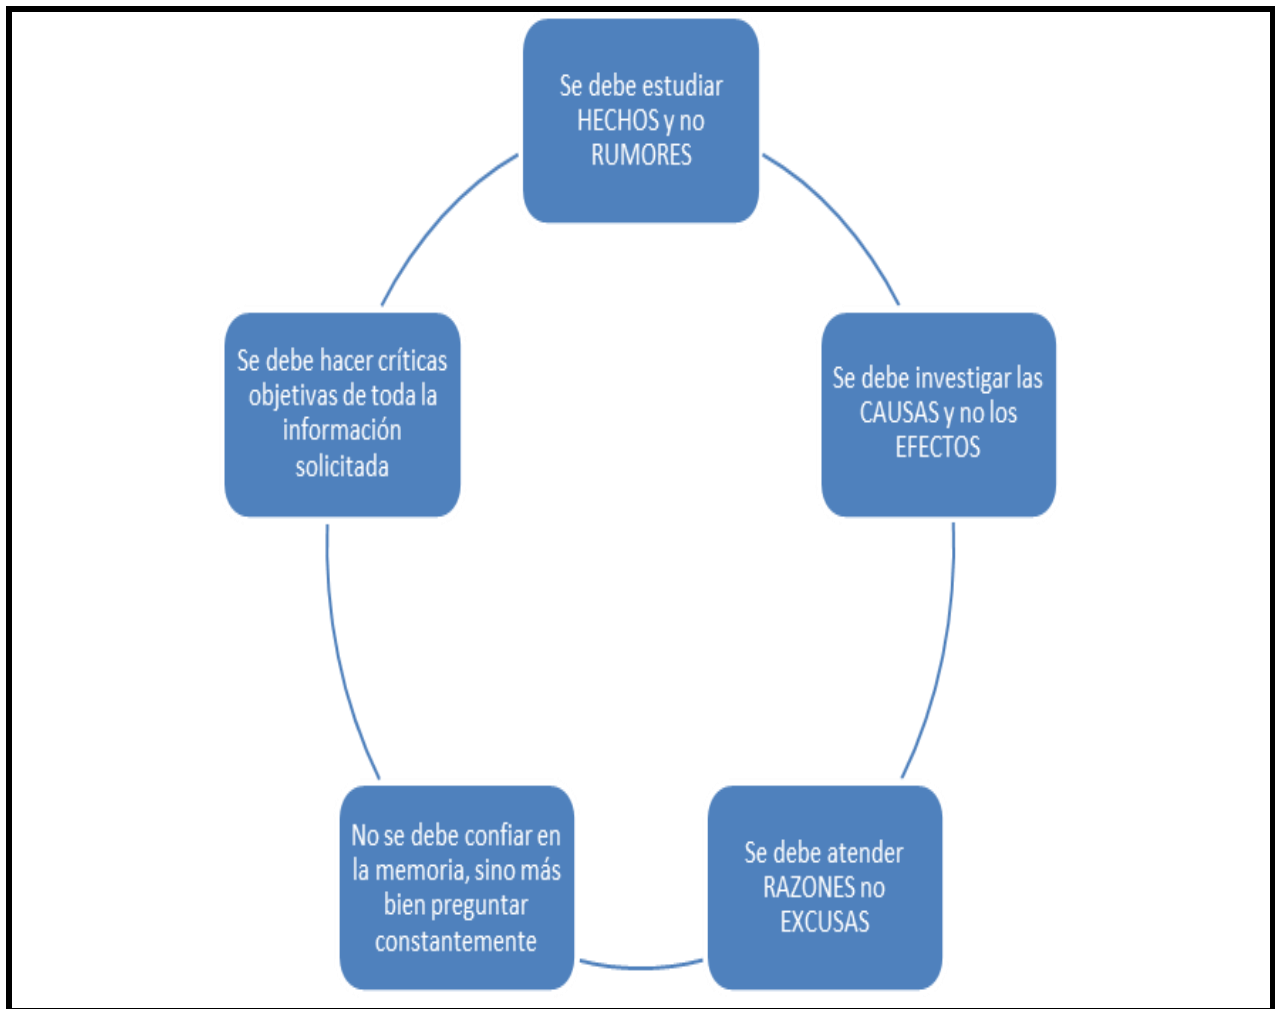 Se debe estudiar
HECHOS y no
RUMORES
Se debe investigar las
CAUSAS y no los
EFECTOS
Se debe atender
RAZONES no
EXCUSAS
No se debe confiar en
la memoria, sino más
bien preguntar
constantemente
Se debe hacer críticas
objetivas de toda la
información
solicitada